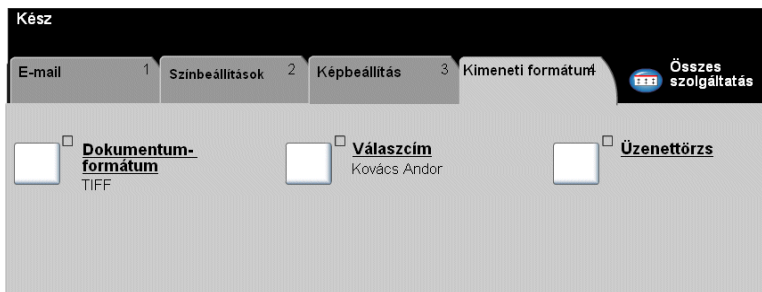 Kész
E-mail 1 Színbeállítások 2 Képbeállítás 3 Kimeneti formátum 4
Összes
szolgáltatás
Dokumentum-
formátum
TIFF
Válaszcím
Kovács Andor
Üzenettörzs